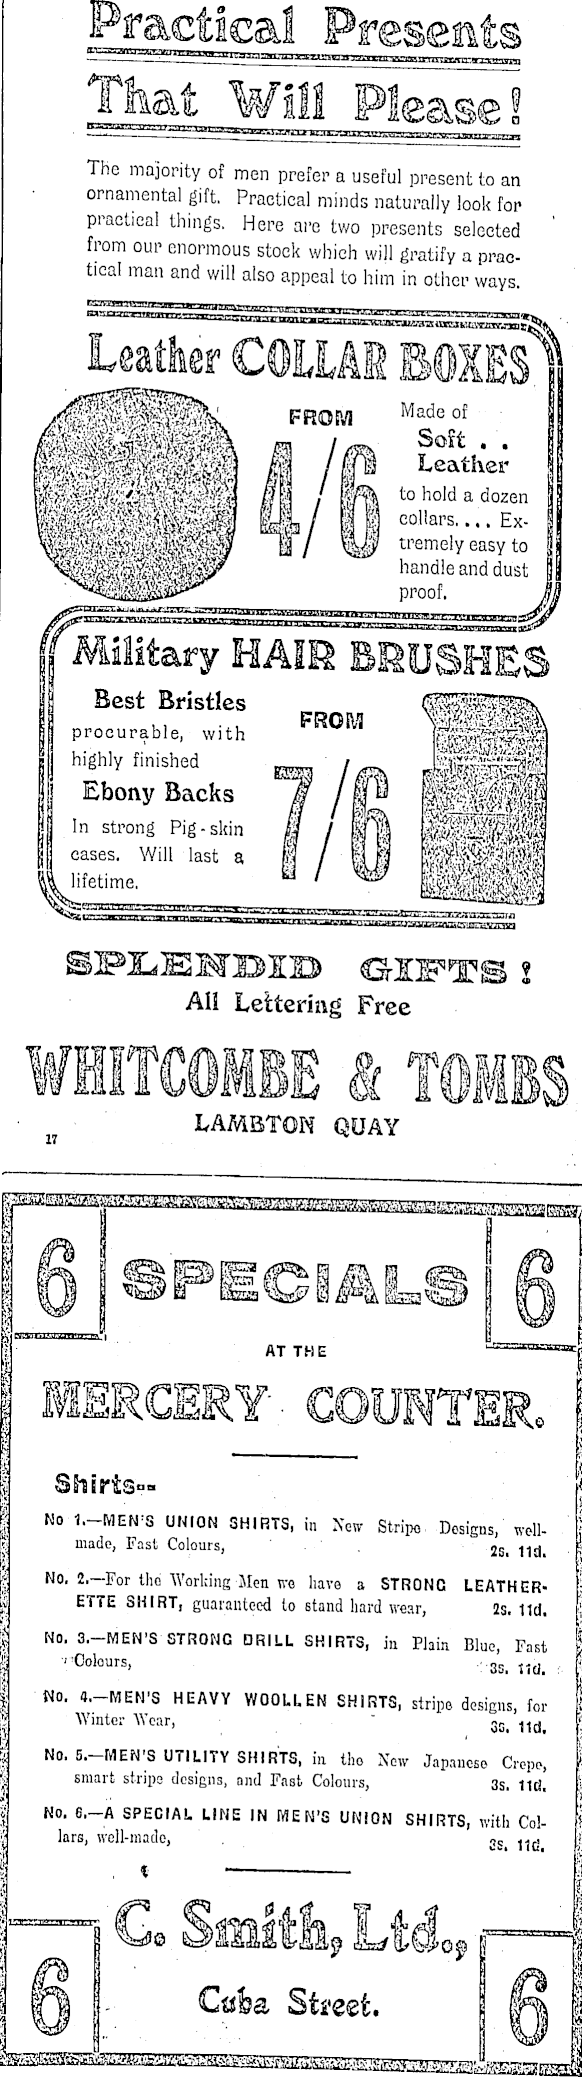 Practical Presents
That Will Please!
The majority of men prefer a useful present to an
ornamental gift. Practical minds naturally look for
practical things. Here are two presents selected
from our enormous stock which will gratify a prac-
tical man and will also appeal to him in other ways.
Leather COLLAR BOXES
FROM
4/6
Made of
Soft . .
Leather
to hold a dozen
collars.... Ex-
tremely easy to
handle and dust
proof.
Military HAIR BRUSHES
Best Bristles
procurable, with
highly finished
Ebony Backs
In strong Pig-skin
cases. Will last a
lifetime.
FROM
7/6
SPLENDID GIFTS!
All Lettering Free
WHITCOMBE & TOMBS
LAMBTON QUAY
17
6 SPECIALS 6
AT THE
MERCERY COUNTER.
Shirts--
No 1.—MEN'S UNION SHIRTS, in New Stripe Designs, well-
made, Fast Colours, 2s. 11d.
No. 2.—For the Working Men we have a STRONG LEATHER-
ETTE SHIRT, guaranteed to stand hard wear, 2s. 11d.
No. 3.—MEN'S STRONG DRILL SHIRTS, in Plain Blue, Fast
Colours, 3s. 11d.
No. 4.—MEN'S HEAVY WOOLLEN SHIRTS, stripe designs, for
Winter Wear, 3s. 11d.
No. 5.—MEN'S UTILITY SHIRTS, in the New Japanese Crepe,
smart stripe designs, and Fast Colours, 3s. 11d.
No. 6.—A SPECIAL LINE IN MEN'S UNION SHIRTS, with Col-
lars, well-made, 3s. 11d.
C. Smith, Ltd.,
6 Cuba Street. 6